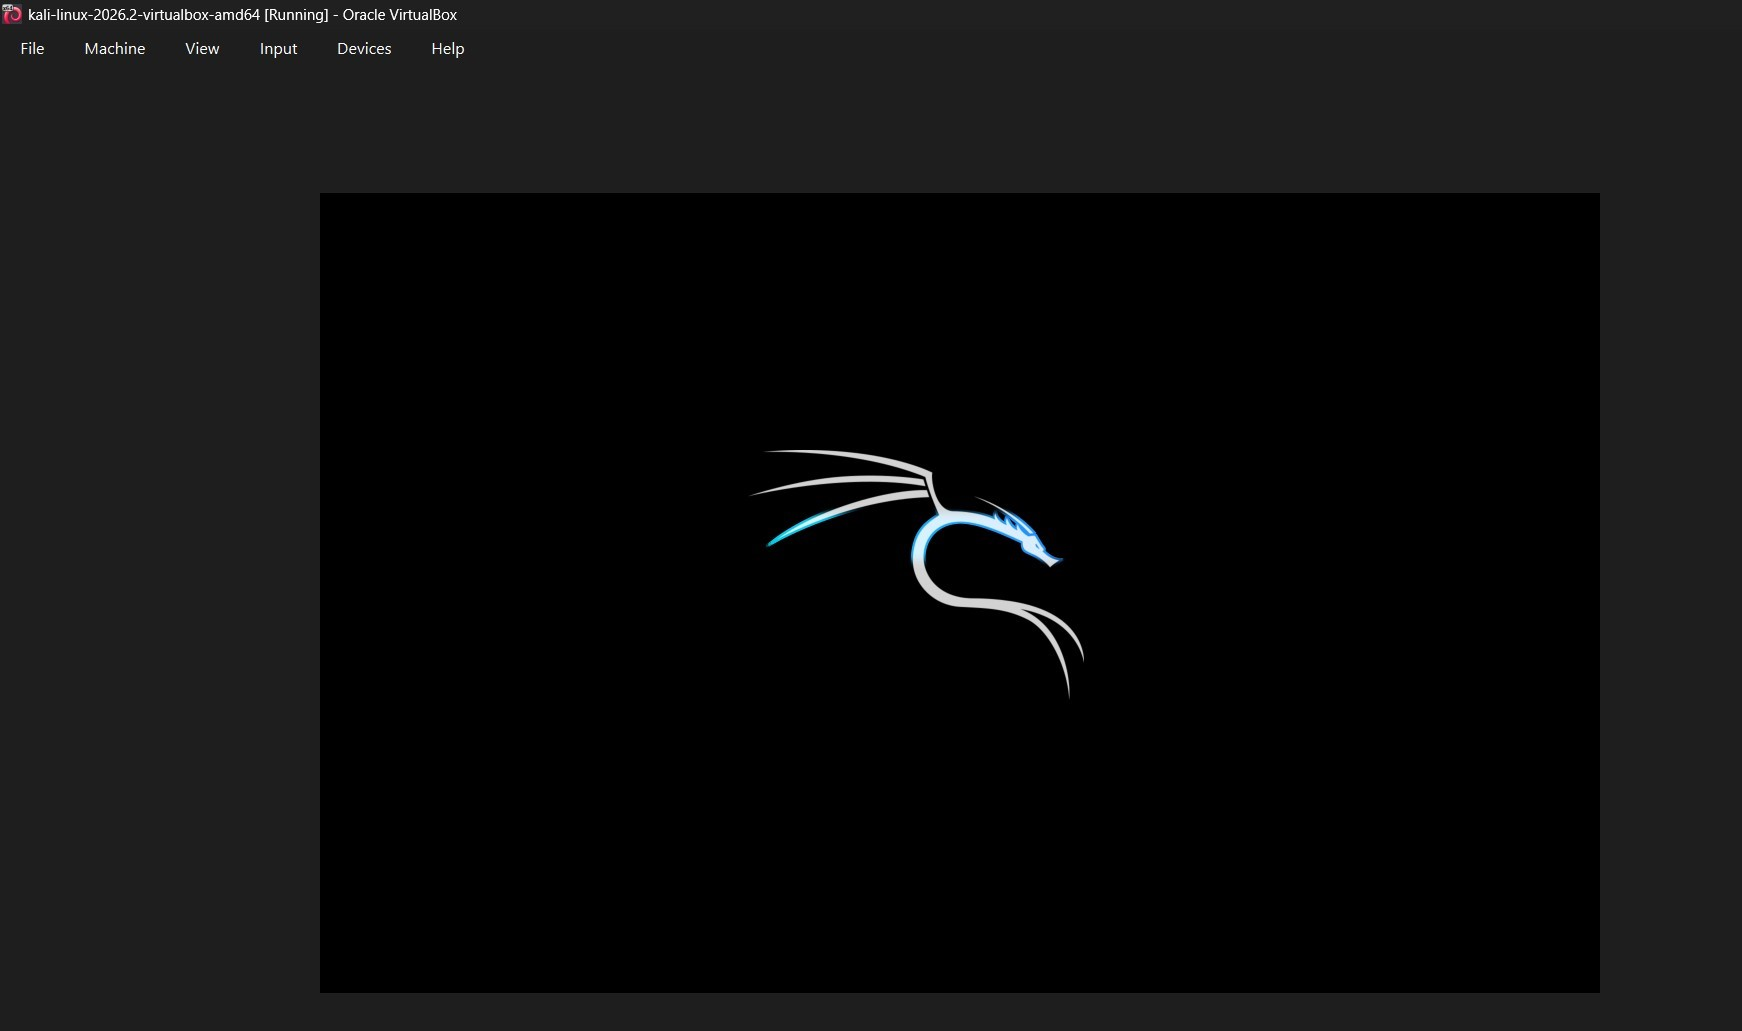 kali-linux-2026.2-virtualbox-amd64 [Running] - Oracle VirtualBox
File Machine View Input Devices Help